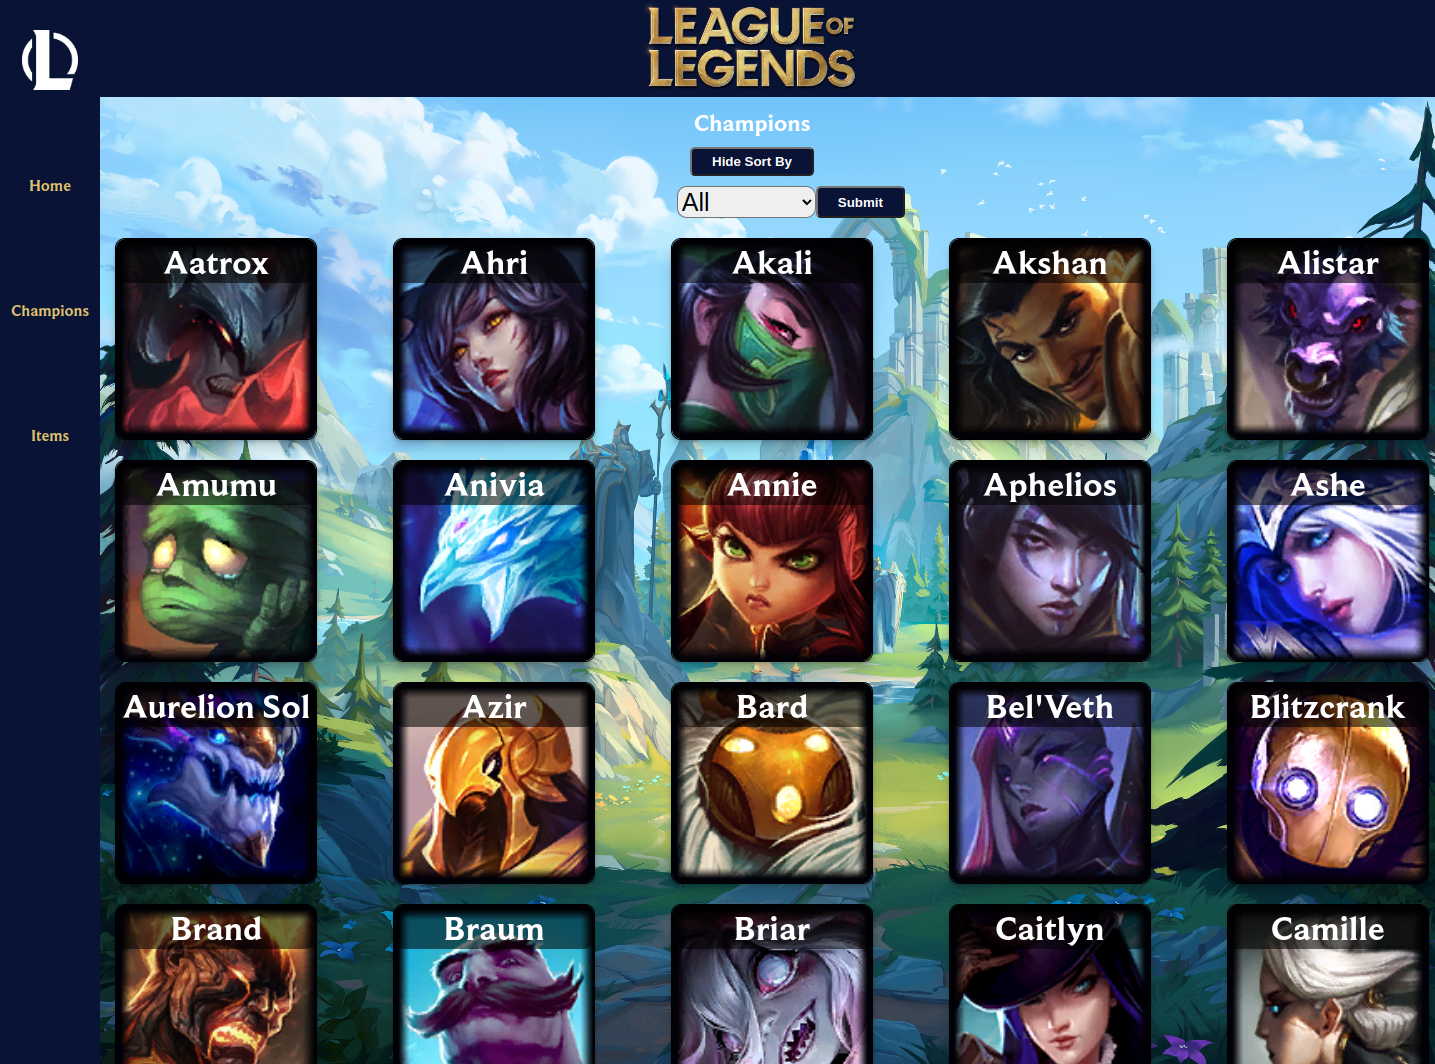 LEAGUE OF
LEGENDS
Champions
Hide Sort By
All
Submit
Home
Champions
Items
Aatrox
Ahri
Akali
Akshan
Alistar
Amumu
Anivia
Annie
Aphelios
Ashe
Aurelion Sol
Azir
Bard
Bel'Veth
Blitzcrank
Brand
Braum
Briar
Caitlyn
Camille